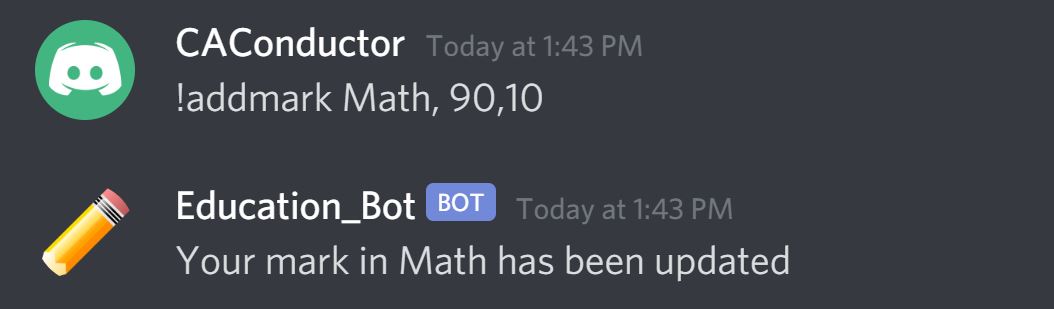 CAConductor Today at 1:43 PM
!addmark Math, 90,10
Education_Bot BOT Today at 1:43 PM
Your mark in Math has been updated